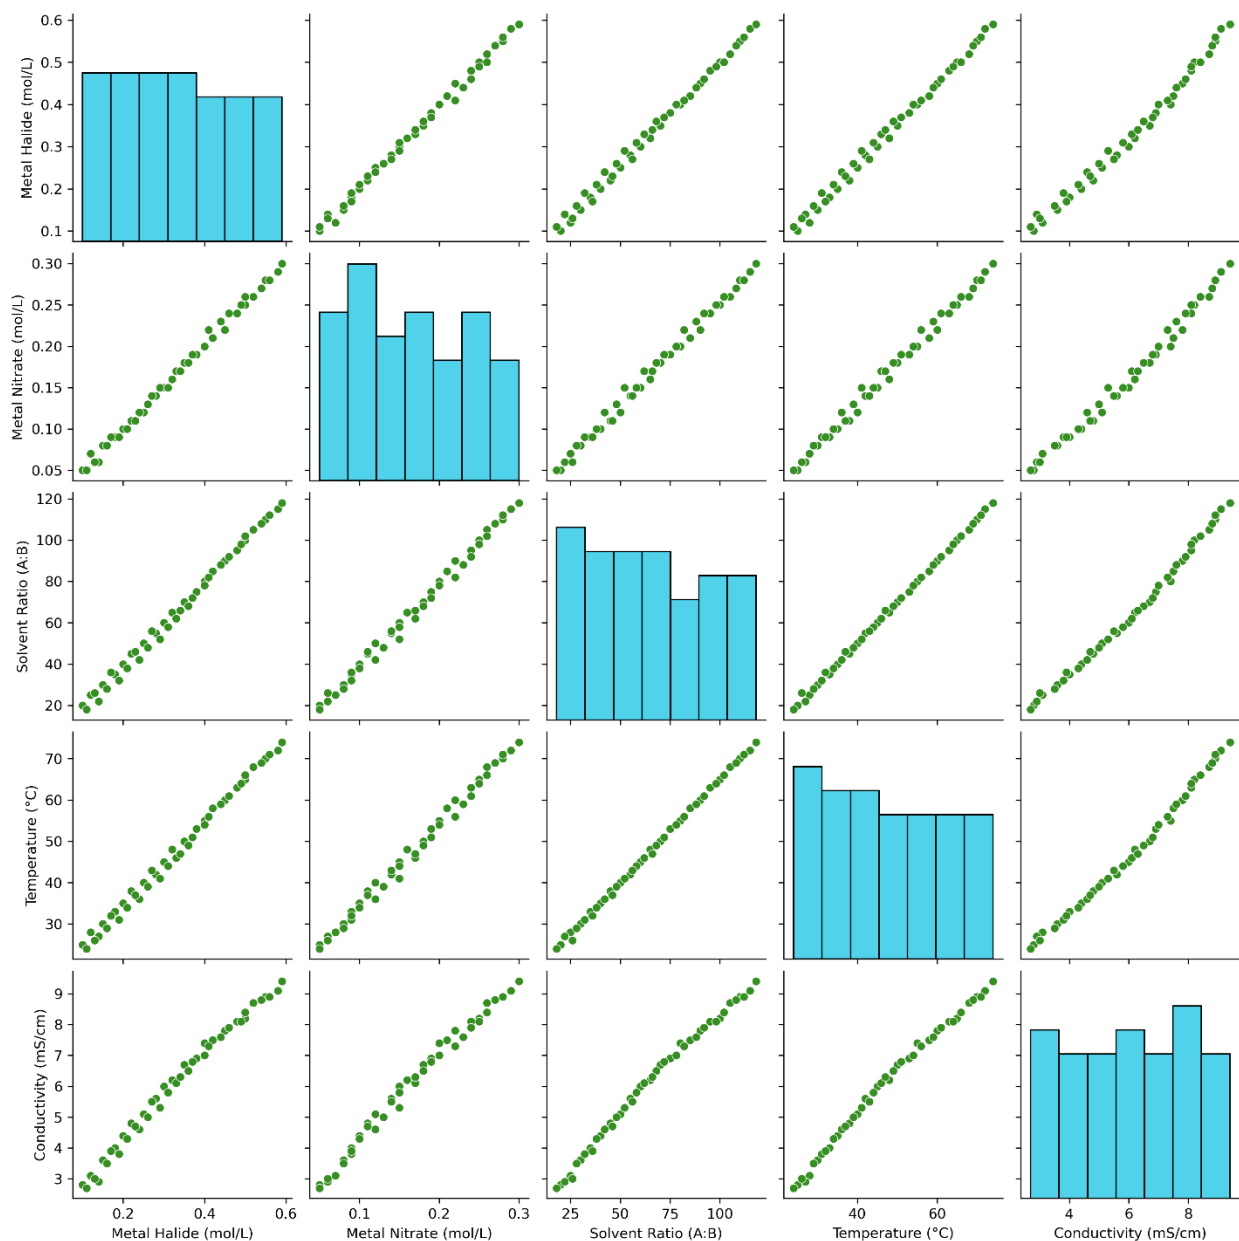 Metal Halide (mol/L)
0.6
0.5
0.4
0.3
0.2
0.1
Metal Nitrate (mol/L)
0.30
0.25
0.20
0.15
0.10
0.05
Solvent Ratio (A:B)
120
100
80
60
40
20
Temperature (°C)
70
60
50
40
30
Conductivity (mS/cm)
9
8
7
6
5
4
3
0.2 0.4 0.6
Metal Halide (mol/L)
0.1 0.2 0.3
Metal Nitrate (mol/L)
25 50 75 100
Solvent Ratio (A:B)
40 60
Temperature (°C)
4 6 8
Conductivity (mS/cm)